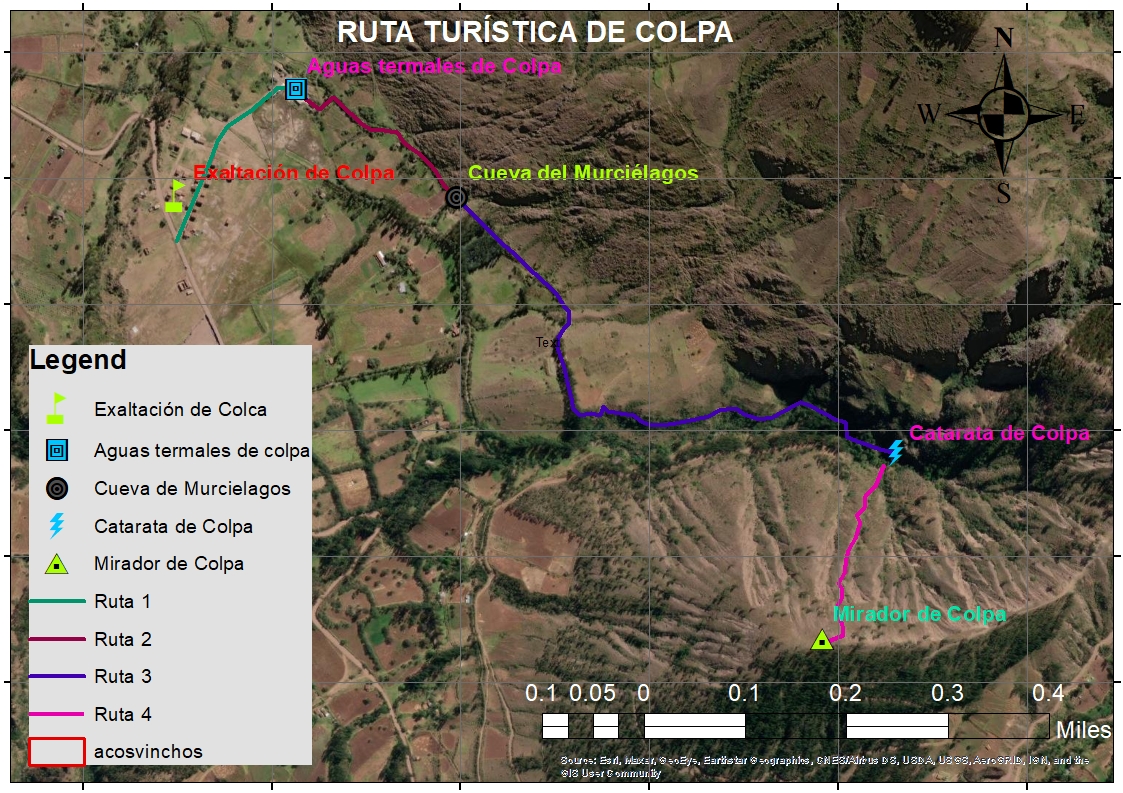 RUTA TURÍSTICA DE COLPA
N
W
E
S
Aguas termales de Colpa
Exaltación de Colpa
Cueva del Murciélagos
Tex
Catarata de Colpa
Mirador de Colpa
Legend
Exaltación de Colca
Aguas termales de colpa
Cueva de Murcielagos
Catarata de Colpa
Mirador de Colpa
Ruta 1
Ruta 2
Ruta 3
Ruta 4
acosvinchos
0.1 0.05 0 0.1 0.2 0.3 0.4
Miles
Source: Esri, Maxar, GeoEye, Earthstar Geographics, CNES/Airbus DS, USDA, USGS, AeroGRID, IGN, and the
GIS User Community